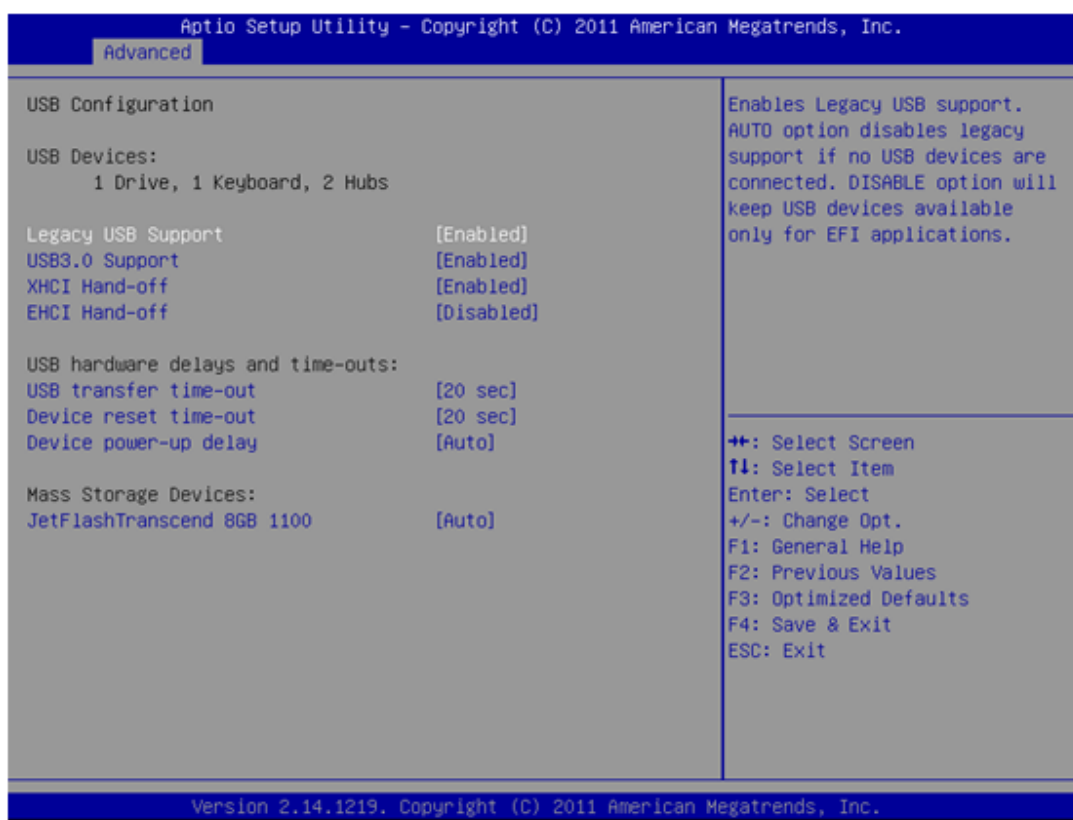 Aptio Setup Utility – Copyright (C) 2011 American Megatrends, Inc.
Advanced
USB Configuration
USB Devices:
1 Drive, 1 Keyboard, 2 Hubs
Legacy USB Support [Enabled]
USB3.0 Support [Enabled]
XHCI Hand-off [Enabled]
EHCI Hand-off [Disabled]
USB hardware delays and time-outs:
USB transfer time-out [20 sec]
Device reset time-out [20 sec]
Device power-up delay [Auto]
Mass Storage Devices:
JetFlashTranscend 8GB 1100 [Auto]
Enables Legacy USB support.
AUTO option disables legacy
support if no USB devices are
connected. DISABLE option will
keep USB devices available
only for EFI applications.
→←: Select Screen
↑↓: Select Item
Enter: Select
+/-: Change Opt.
F1: General Help
F2: Previous Values
F3: Optimized Defaults
F4: Save & Exit
ESC: Exit
Version 2.14.1219. Copyright (C) 2011 American Megatrends, Inc.